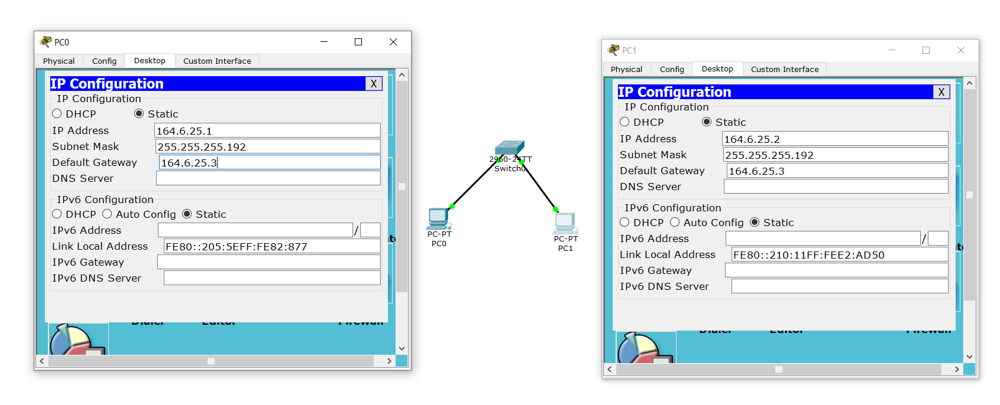 PC0
Physical Config Desktop Custom Interface
IP Configuration X
IP Configuration
DHCP Static
IP Address 164.6.25.1
Subnet Mask 255.255.255.192
Default Gateway 164.6.25.3
DNS Server
IPv6 Configuration
DHCP Auto Config Static
IPv6 Address /
Link Local Address FE80::205:5EFF:FE82:877
IPv6 Gateway
IPv6 DNS Server
Dialer Editor Firewall
2960-24TT
Switch0
PC-PT
PC0
PC-PT
PC1
PC1
Physical Config Desktop Custom Interface
IP Configuration X
IP Configuration
DHCP Static
IP Address 164.6.25.2
Subnet Mask 255.255.255.192
Default Gateway 164.6.25.3
DNS Server
IPv6 Configuration
DHCP Auto Config Static
IPv6 Address /
Link Local Address FE80::210:11FF:FEE2:AD50
IPv6 Gateway
IPv6 DNS Server
Dialer Editor Firewall